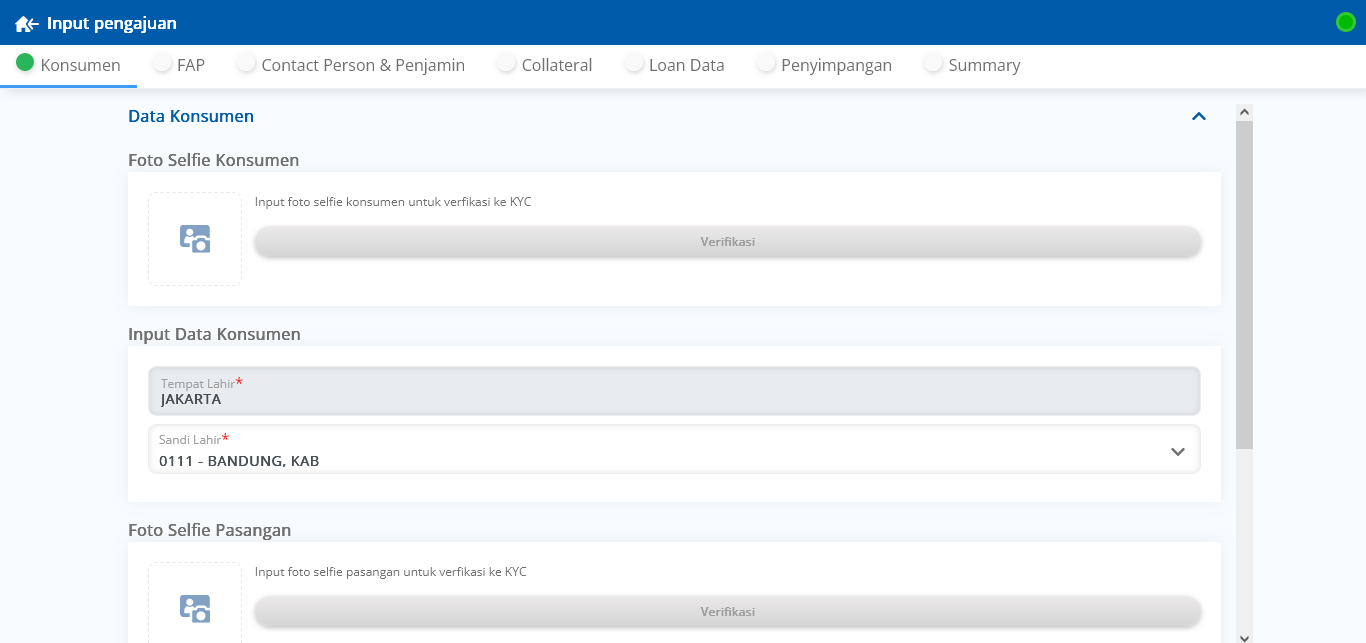 Input pengajuan
Konsumen FAP Contact Person & Penjamin Collateral Loan Data Penyimpangan Summary
Data Konsumen
Foto Selfie Konsumen
Input foto selfie konsumen untuk verfikasi ke KYC
Verifikasi
Input Data Konsumen
Tempat Lahir*
JAKARTA
Sandi Lahir*
0111 - BANDUNG, KAB
Foto Selfie Pasangan
Input foto selfie pasangan untuk verfikasi ke KYC
Verifikasi